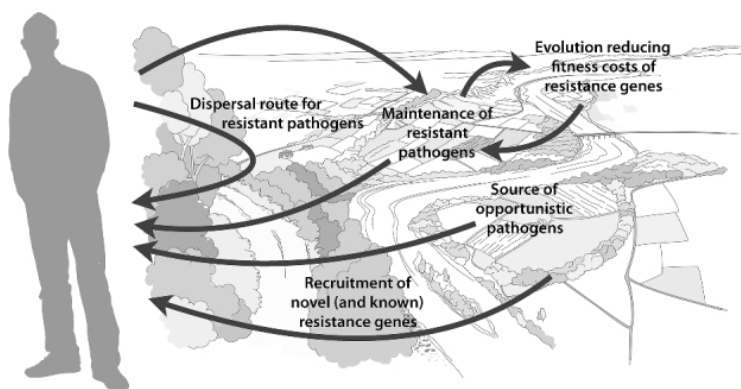 Evolution reducing
fitness costs of
resistance genes
Dispersal route for
resistant pathogens
Maintenance of
resistant
pathogens
Source of
opportunistic
pathogens
Recruitment of
novel (and known)
resistance genes